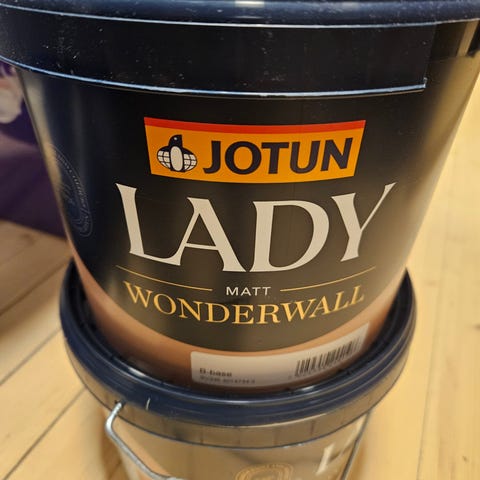 JOTUN
LADY
MATT
WONDERWALL
B-base
L